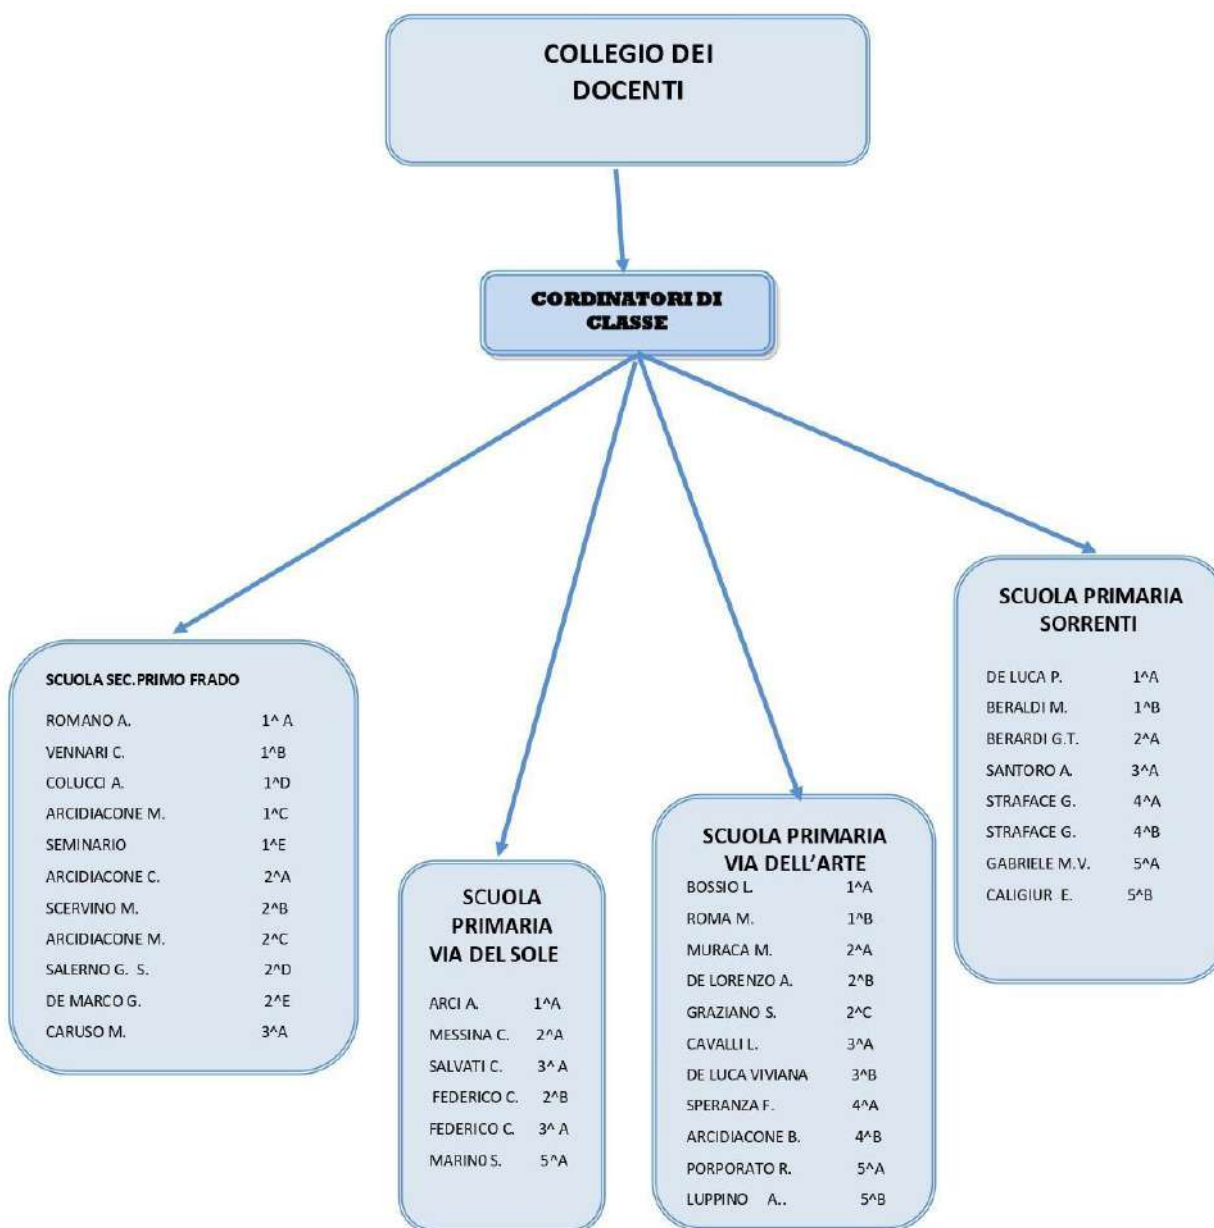 COLLEGIO DEI
DOCENTI
CORDINATORI DI
CLASSE
SCUOLA SEC.PRIMO FRADO
ROMANO A. 1^ A
VENNARI C. 1^B
COLUCCI A. 1^D
ARCIDIACONE M. 1^C
SEMINARIO 1^E
ARCIDIACONE C. 2^A
SCERVINO M. 2^B
ARCIDIACONE M. 2^C
SALERNO G. S. 2^D
DE MARCO G. 2^E
CARUSO M. 3^A
SCUOLA
PRIMARIA
VIA DEL SOLE
ARCI A. 1^A
MESSINA C. 2^A
SALVATI C. 3^ A
FEDERICO C. 2^B
FEDERICO C. 3^ A
MARINO S. 5^A
SCUOLA PRIMARIA
VIA DELL'ARTE
BOSSIO L. 1^A
ROMA M. 1^B
MURACA M. 2^A
DE LORENZO A. 2^B
GRAZIANO S. 2^C
CAVALLI L. 3^A
DE LUCA VIVIANA 3^B
SPERANZA F. 4^A
ARCIDIACONE B. 4^B
PORPORATO R. 5^A
LUPPINO A.. 5^B
SCUOLA PRIMARIA
SORRENTI
DE LUCA P. 1^A
BERALDI M. 1^B
BERARDI G.T. 2^A
SANTORO A. 3^A
STRAFACE G. 4^A
STRAFACE G. 4^B
GABRIELE M.V. 5^A
CALIGIUR E. 5^B